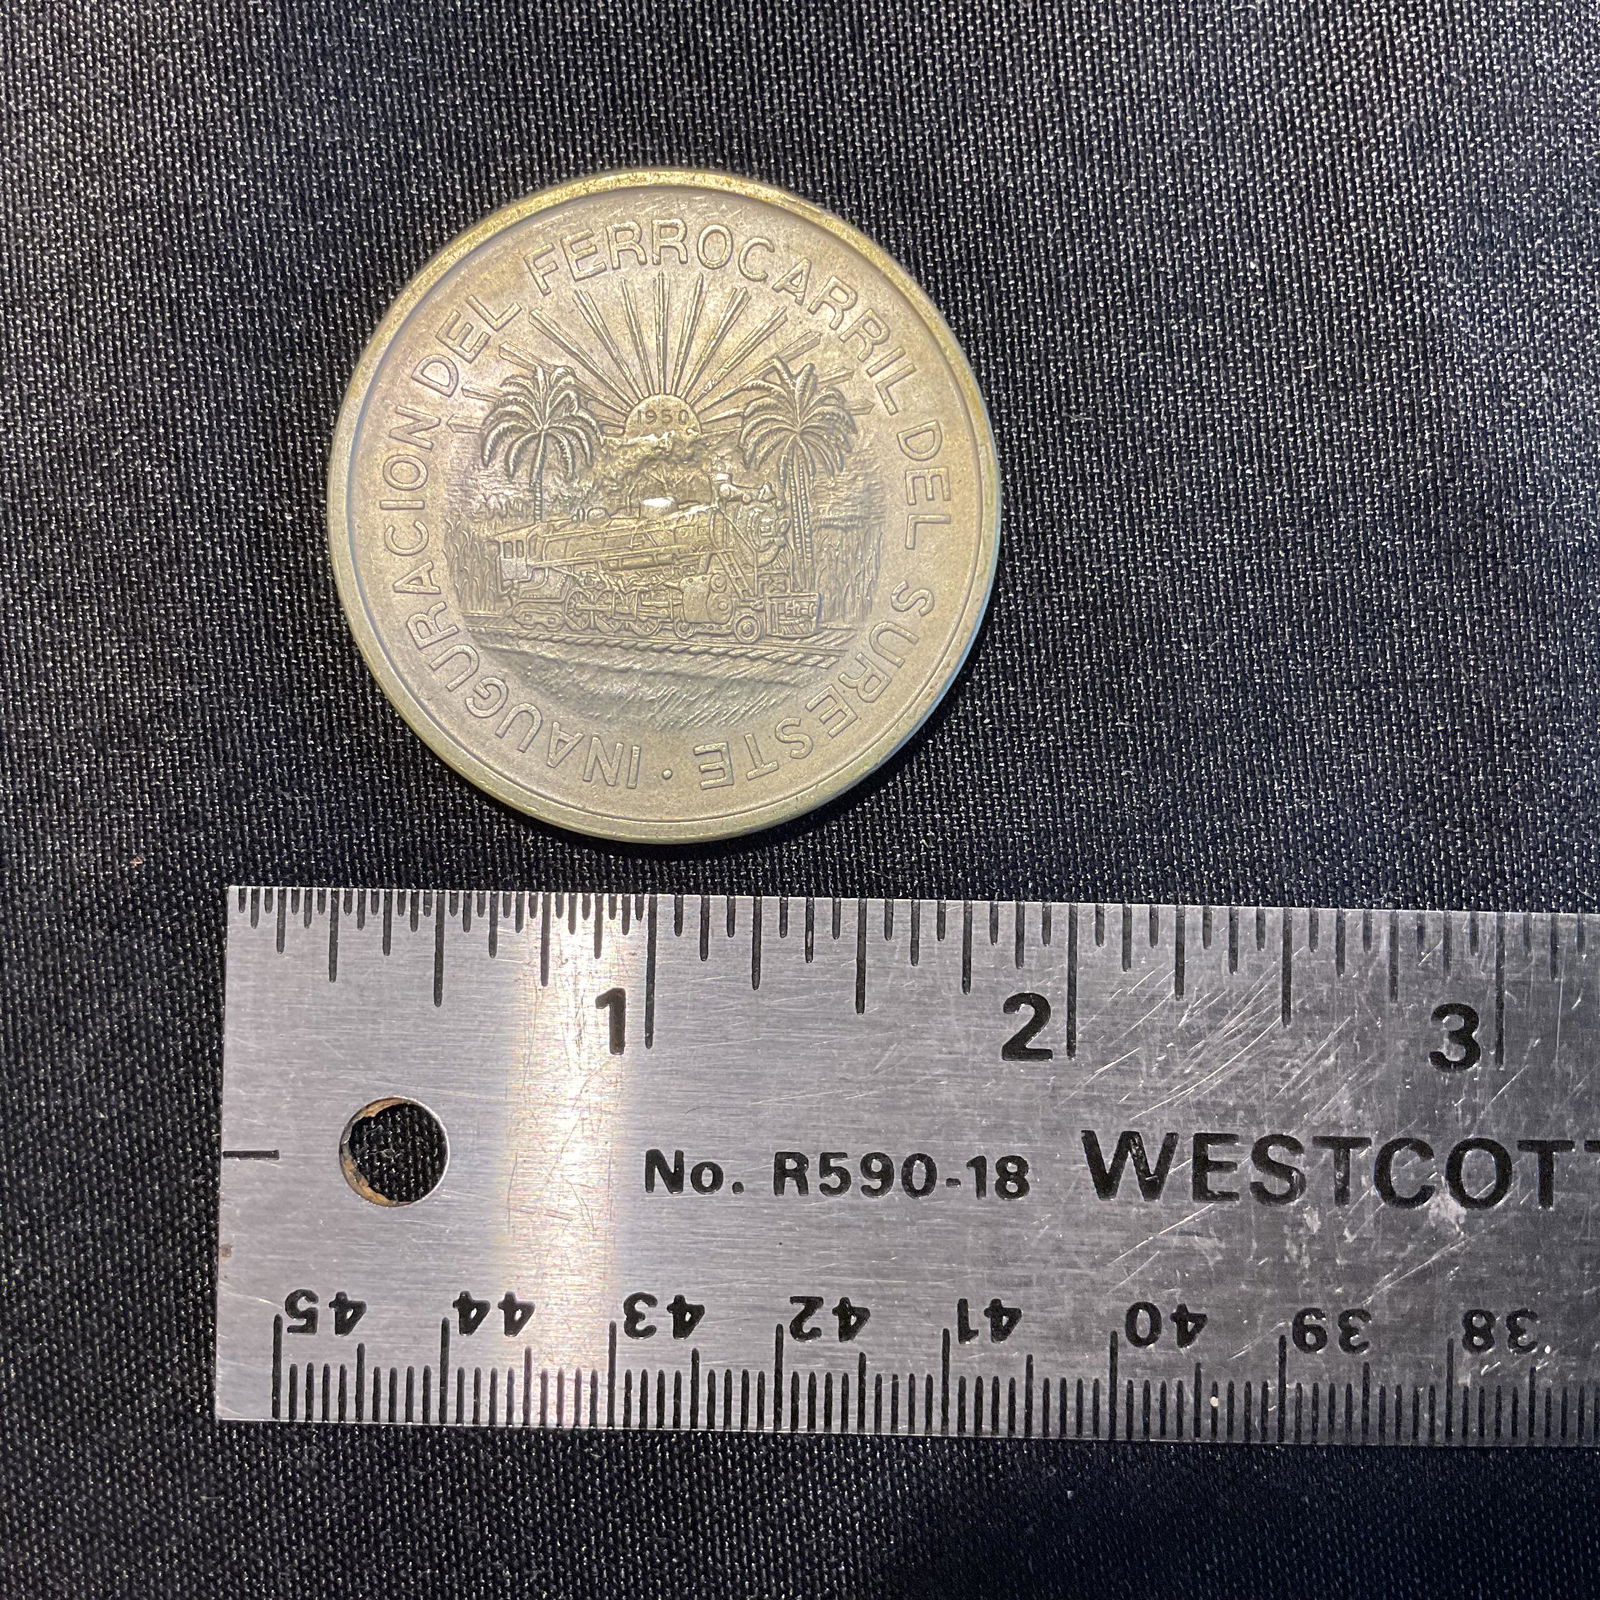 INAUGURACION DEL FERROCARRIL DEL SURESTE ·
1950
1 2 3
No. R590-18 WESTCOTT
45 44 43 42 41 40 39 38